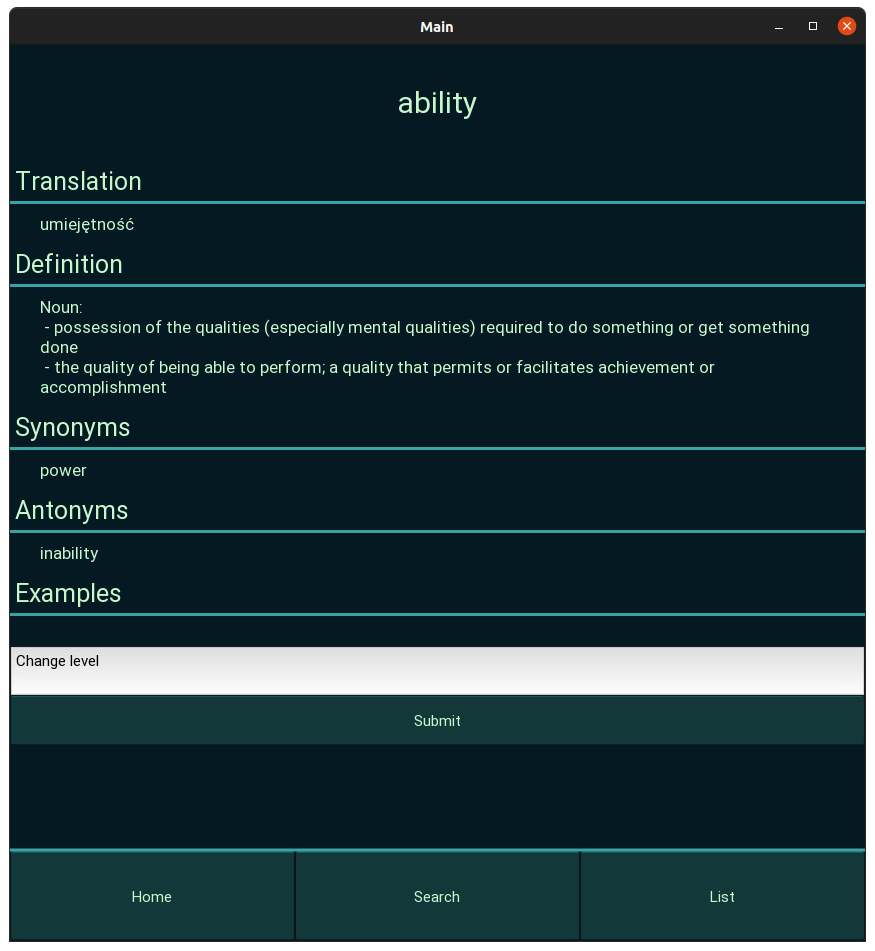 Main
ability
Translation
umiejętność
Definition
Noun:
- possession of the qualities (especially mental qualities) required to do something or get something
done
- the quality of being able to perform; a quality that permits or facilitates achievement or
accomplishment
Synonyms
power
Antonyms
inability
Examples
Change level
Submit
Home Search List